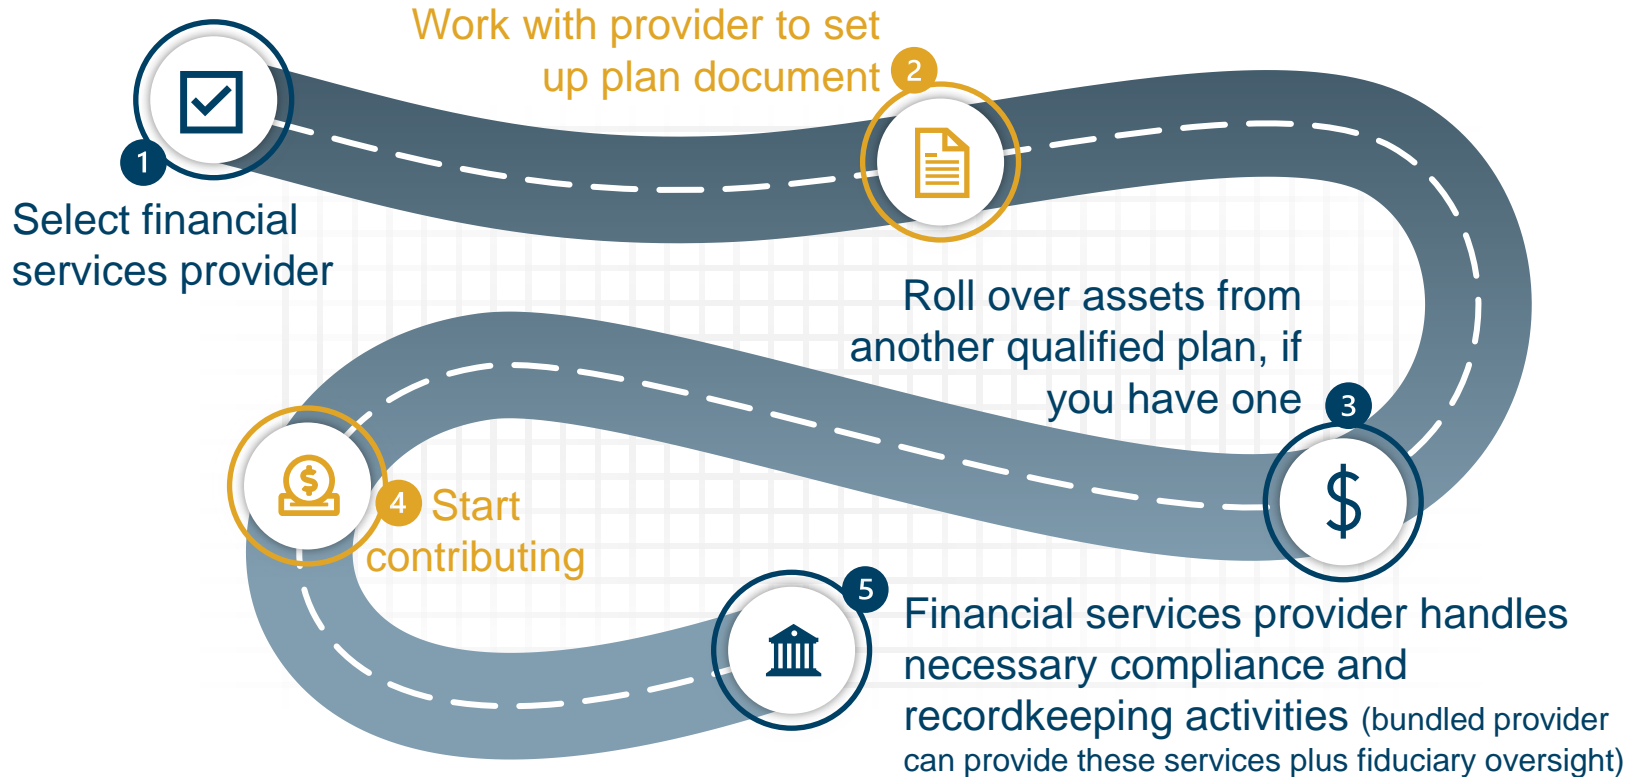 1
Select financial
services provider
Work with provider to set
up plan document
2
Roll over assets from
another qualified plan, if
you have one
3
$
4
Start
contributing
$
5
Financial services provider handles
necessary compliance and
recordkeeping activities (bundled provider
can provide these services plus fiduciary oversight)